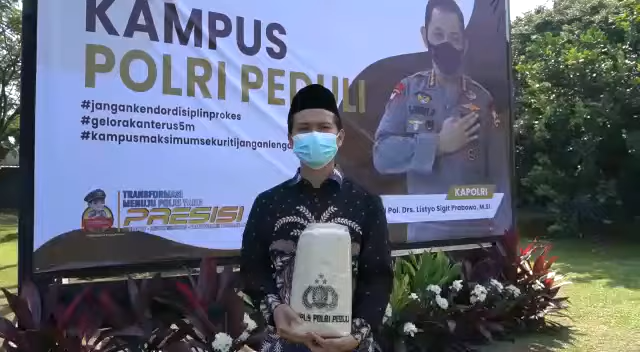 KAMPUS
POLRI PEDULI
#jangankendordisiplinprokes
#gelorakanterus5m
#kampusmaksimumsekuritijanganlenga
TRANSFORMASI
MENUJU POLRI YANG
PRESISI
KAPOLRI
Pol. Drs. Listyo Sigit Prabowo, M.Si.
POLRI PEDULI